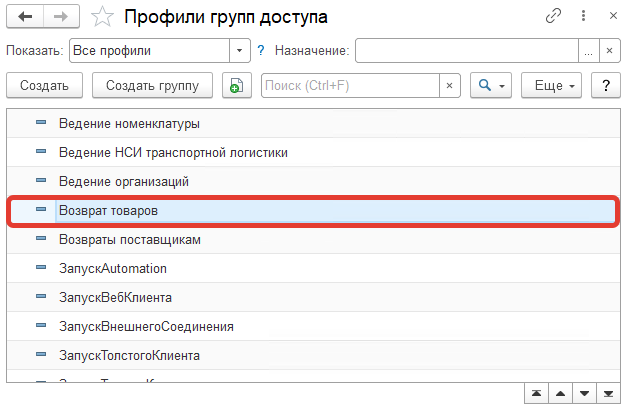 Профили групп доступа
Показать: Все профили ? Назначение: ... ×
Создать Создать группу Поиск (Ctrl+F) × Еще ?
Ведение номенклатуры
Ведение НСИ транспортной логистики
Ведение организаций
Возврат товаров
Возвраты поставщикам
ЗапускAutomation
ЗапускВебКлиента
ЗапускВнешнегоСоединения
ЗапускТолстогоКлиента